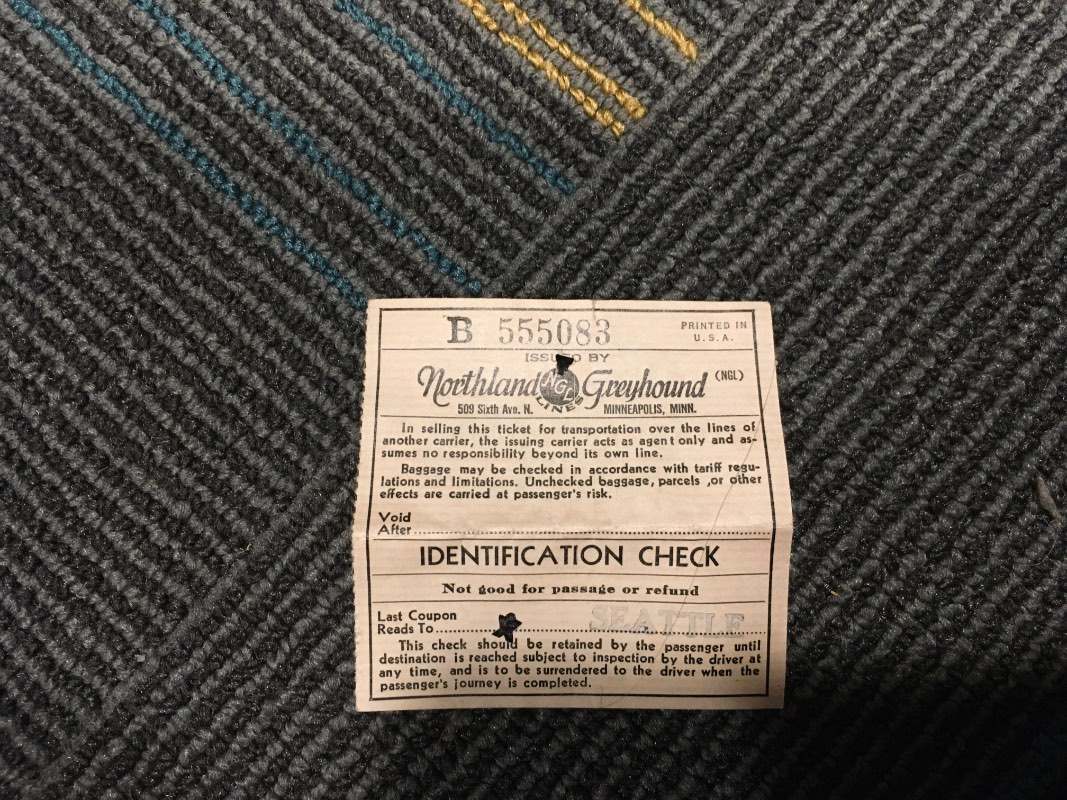 B 555083 PRINTED IN
U.S.A.
ISSUED BY
Northland NGL LINES Greyhound (NGL)
509 Sixth Ave. N. MINNEAPOLIS, MINN.
In selling this ticket for transportation over the lines of
another carrier, the issuing carrier acts as agent only and as-
sumes no responsibility beyond its own line.
Baggage may be checked in accordance with tariff regu-
lations and limitations. Unchecked baggage, parcels ,or other
effects are carried at passenger's risk.
Void
After
IDENTIFICATION CHECK
Not good for passage or refund
Last Coupon
Reads To SEATTLE
This check should be retained by the passenger until
destination is reached subject to inspection by the driver at
any time, and is to be surrendered to the driver when the
passenger's journey is completed.